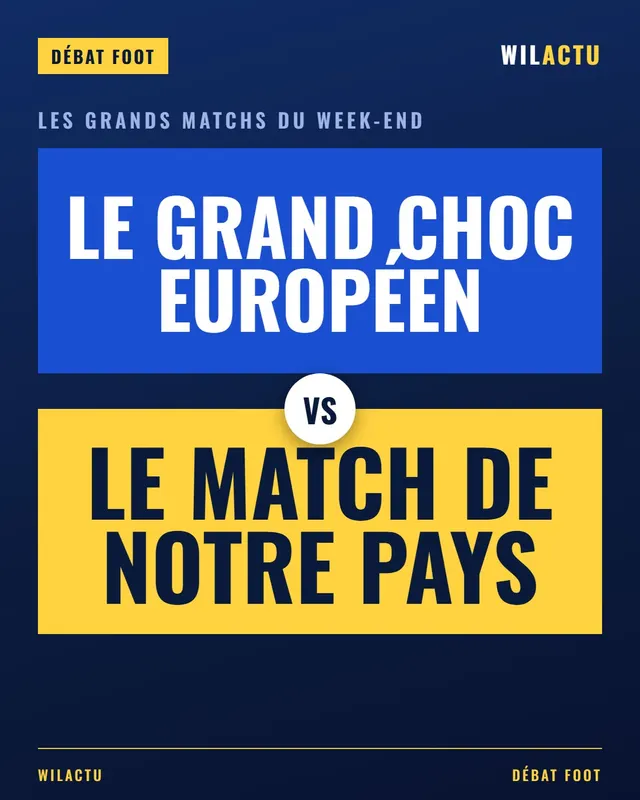 DÉBAT FOOT
WILACTU
LES GRANDS MATCHS DU WEEK-END
LE GRAND CHOC
EUROPÉEN
VS
LE MATCH DE
NOTRE PAYS
WILACTU
DÉBAT FOOT